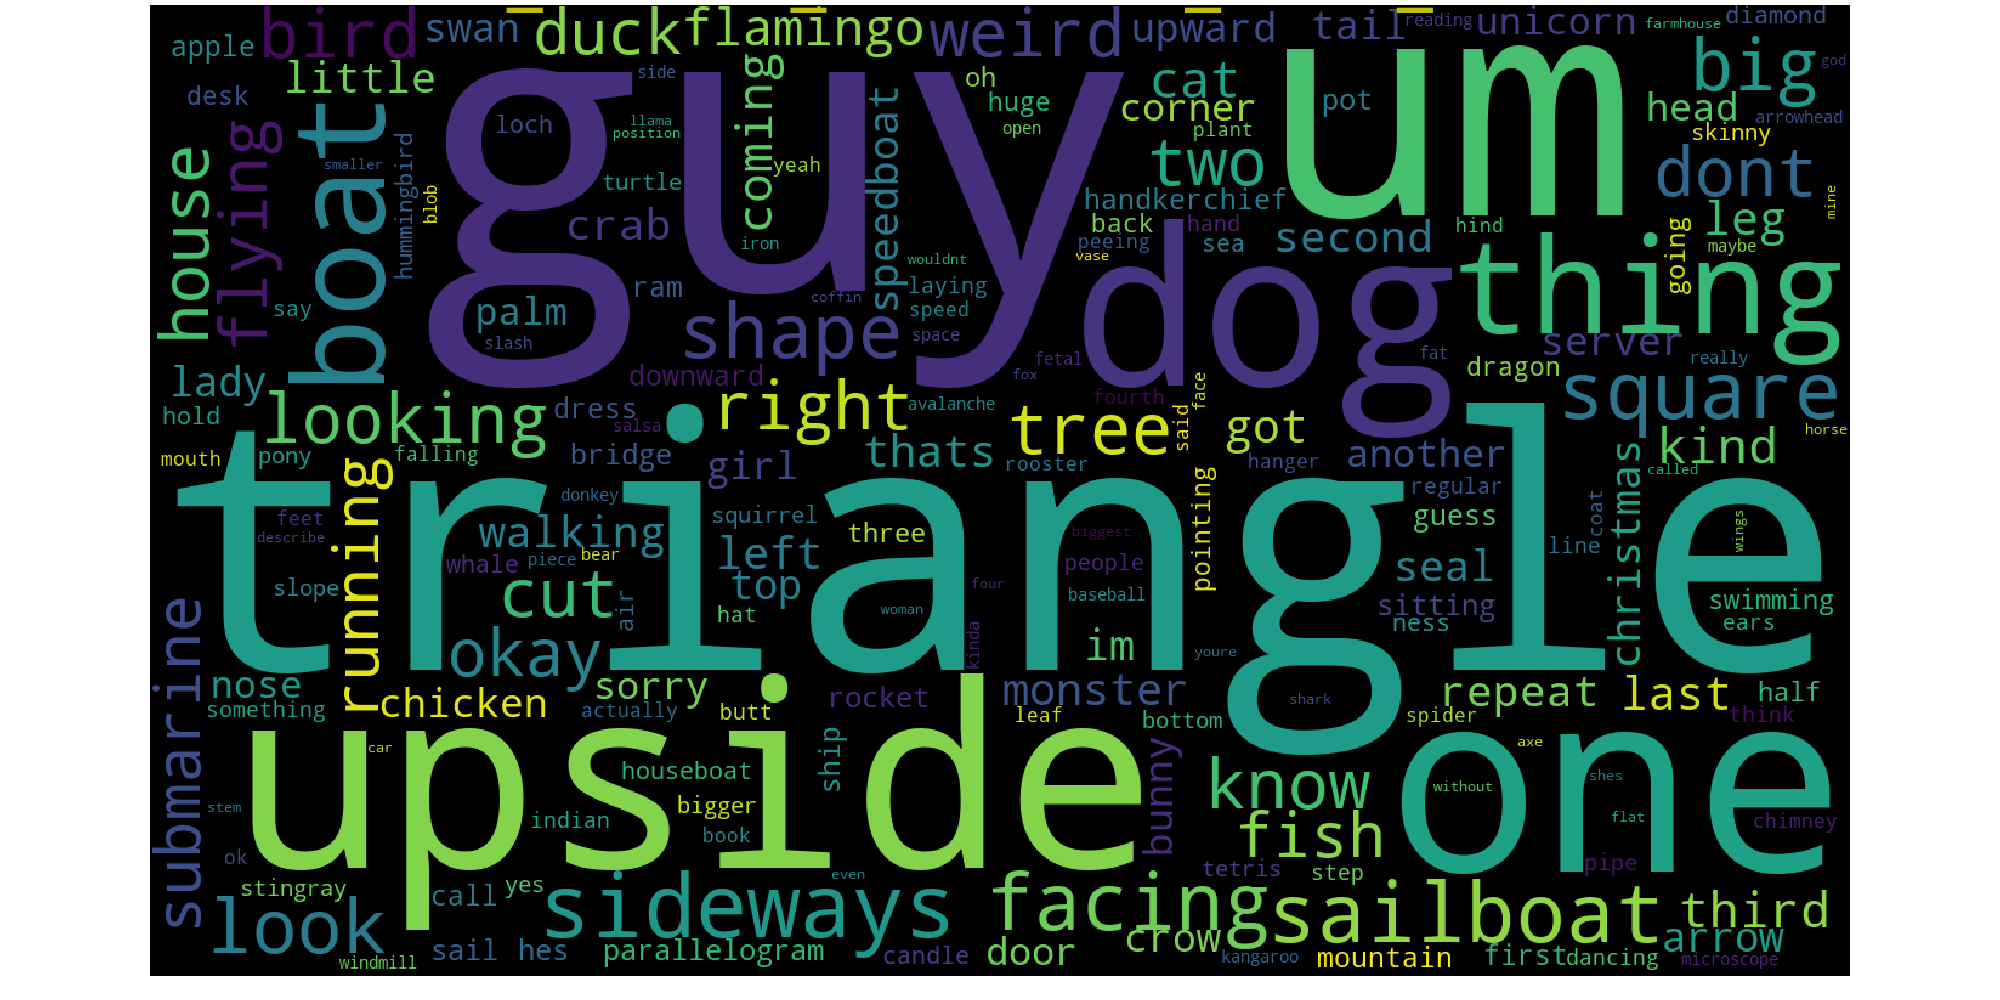 apple
bird
swan
duck
flamingo
weird
upward
tail
reading
unicorn
farmhouse
diamond
desk
little
side
coming
oh
huge
open
cat
corner
pot
big
god
head
arrowhead
skinny
house
flying
boat
smaller
hummingbird
blob
loch
guy
llama
position
turtle
yeah
speedboat
plant
two
um
dont
mine
handkerchief
crab
iron
back
hand
peeing
vase
sea
second
hind
leg
maybe
going
say
palm
slash
ram
coffin
wouldnt
laying
speed
space
dog
thing
shape
server
really
lady
downward
fox
fetal
fat
dragon
square
hold
looking
dress
salsa
right
avalanche
tree
fourth
face
said
got
horse
mouth
pony
falling
bridge
girl
thats
rooster
hanger
another
kind
called
christmas
running
donkey
squirrel
three
biggest
pointing
regular
guess
coat
line
wings
feet
describe
walking
whale
piece
bear
left
top
people
baseball
four
triangle
seal
slope
cut
air
hat
woman
sitting
ness
swimming
ears
submarine
okay
kinda
im
youre
nose
something
chicken
sorry
actually
butt
rocket
monster
leaf
bottom
shark
repeat
spider
last
half
think
car
upside
houseboat
ship
bunny
know
axe
one
stem
indian
bigger
book
without
shes
flat
chimney
ok
fish
tetris
step
pipe
stingray
call
yes
even
look
sideways
facing
sailboat
third
windmill
sail
hes
parallelogram
candle
door
crow
kangaroo
mountain
first
dancing
arrow
microscope